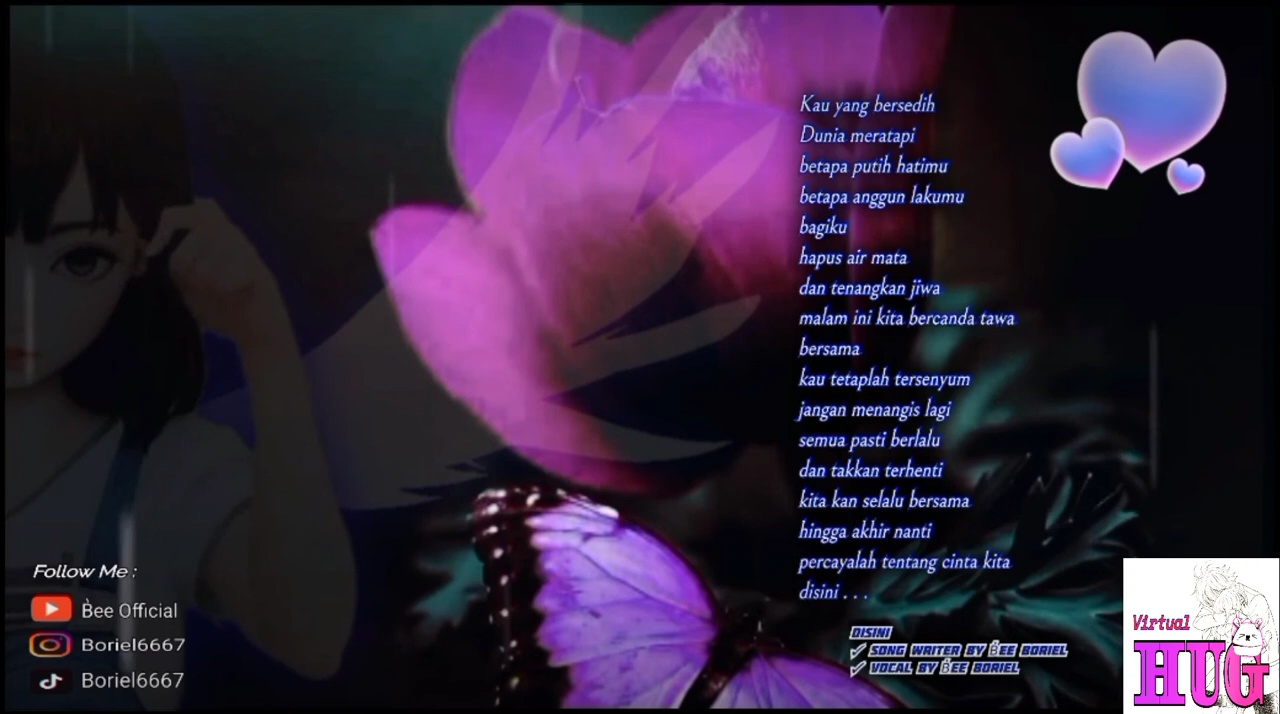 Kau yang bersedih
Dunia meratapi
betapa putih hatimu
betapa anggun lakumu
bagiku
hapus air mata
dan tenangkan jiwa
malam ini kita bercanda tawa
bersama
kau tetaplah tersenyum
jangan menangis lagi
semua pasti berlalu
dan takkan terhenti
kita kan selalu bersama
hingga akhir nanti
percayalah tentang cinta kita
disini . . .
DISINI
✓ SONG WRITER BY B̊EE BORIEL
✓ VOCAL BY B̊EE BORIEL
Follow Me :
B̊ee Official
Boriel6667
Boriel6667
Virtual
HUG